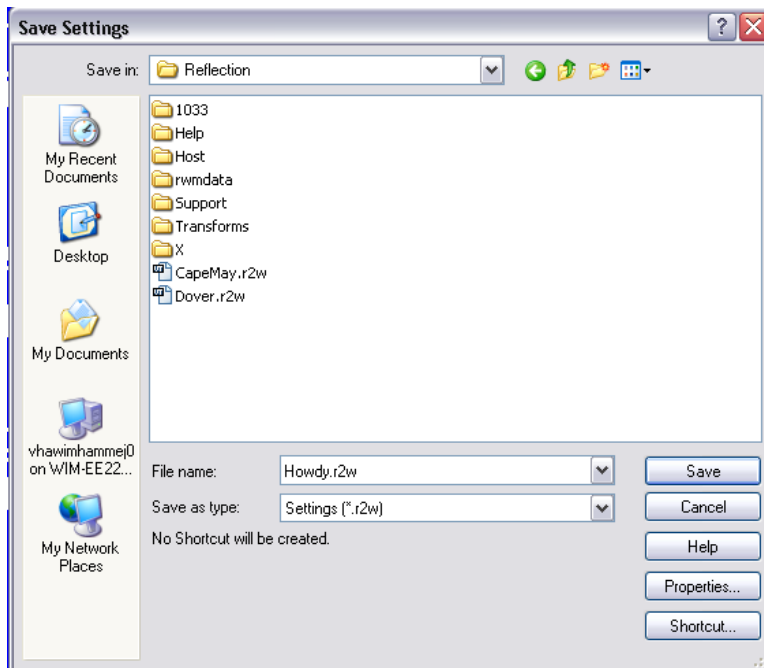 Save Settings
Save in:
Reflection
My Recent
Documents
Desktop
My Documents
vhawimhammej0
on WIM-EE22...
My Network
Places
1033
Help
Host
rwmdata
Support
Transforms
X
CapeMay.r2w
Dover.r2w
File name:
Howdy.r2w
Save
Save as type:
Settings (*.r2w)
Cancel
No Shortcut will be created.
Help
Properties...
Shortcut...